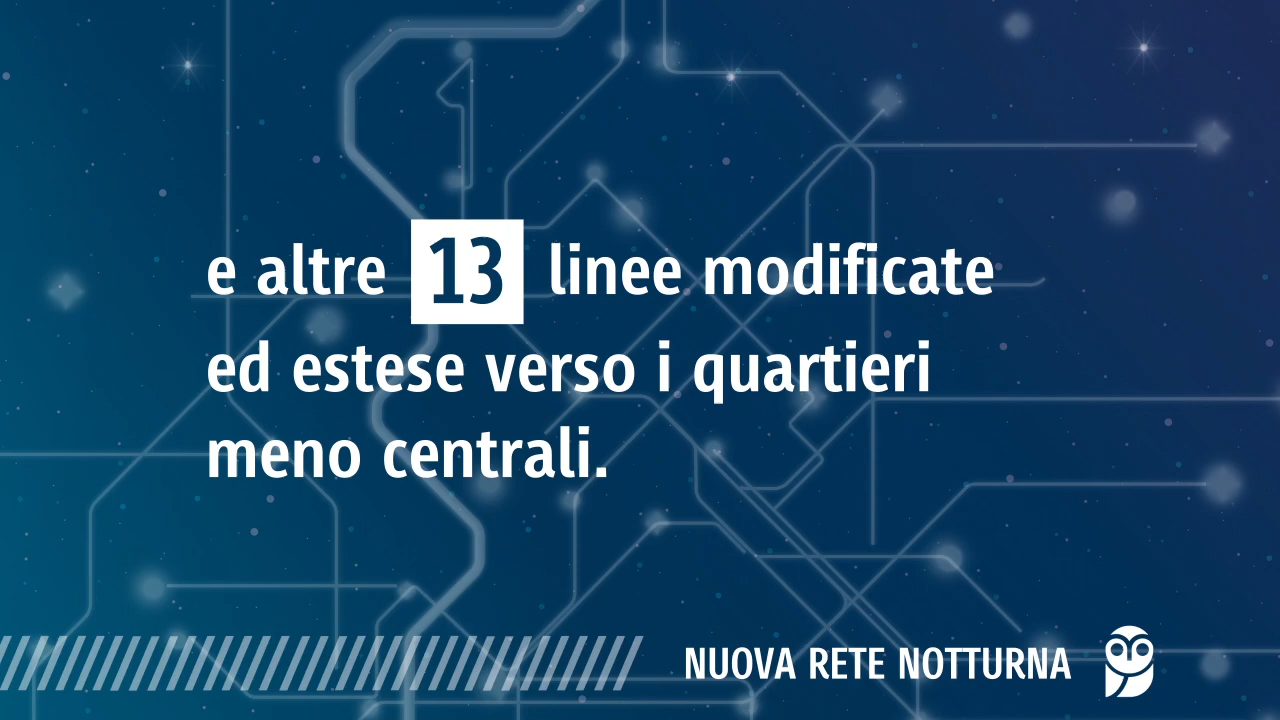 e altre 13 linee modificate
ed estese verso i quartieri
meno centrali.
NUOVA RETE NOTTURNA